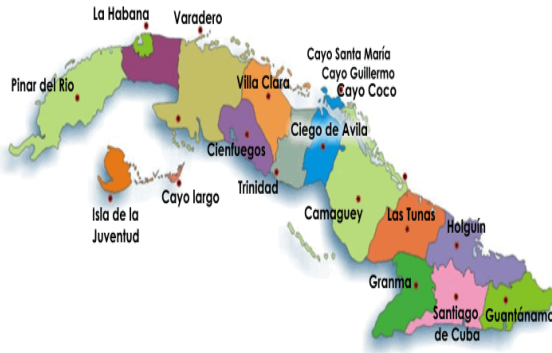 La Habana
Varadero
Cayo Santa María
Cayo Guillermo
Cayo Coco
Pinar del Rio
Villa Clara
Ciego de Avila
Cienfuegos
Trinidad
Cayo largo
Isla de la
Juventud
Camaguey
Las Tunas
Holguín
Granma
Santiago
de Cuba
Guantánamo